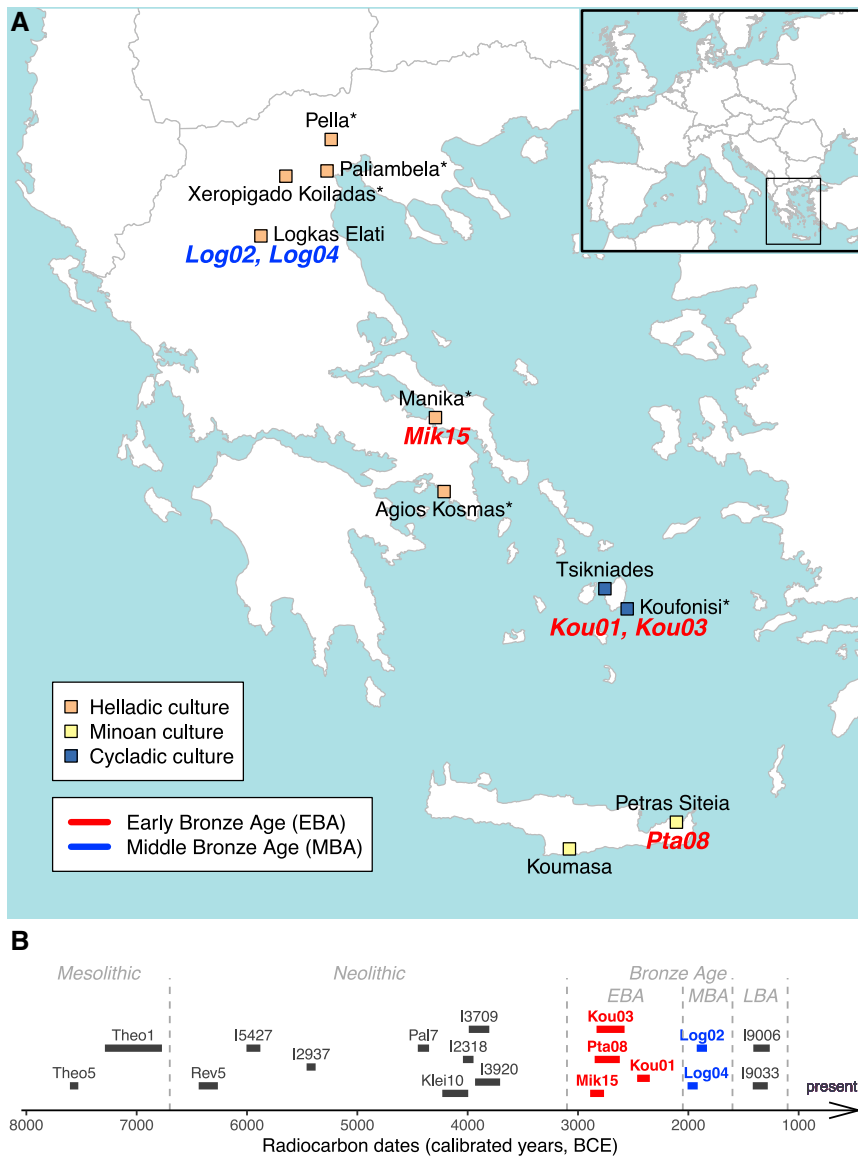 A
Pella*
Paliambela*
Xeropigado Koiladas*
Logkas Elati
Log02, Log04
Manika*
Mik15
Agios Kosmas*
Tsikniades
Koufonisi*
Kou01, Kou03
Helladic culture
Minoan culture
Cycladic culture
Petras Siteia
Early Bronze Age (EBA)
Pta08
Middle Bronze Age (MBA)
Koumasa
B
Mesolithic
Neolithic
Bronze Age
EBA
MBA
LBA
I3709
Kou03
Theo1
I5427
Pal7
I2318
Pta08
Log02
I9006
I2937
Kou01
Theo5
Rev5
Klei10
I3920
Mik15
Log04
I9033
present
8000 7000 6000 5000 4000 3000 2000 1000
Radiocarbon dates (calibrated years, BCE)